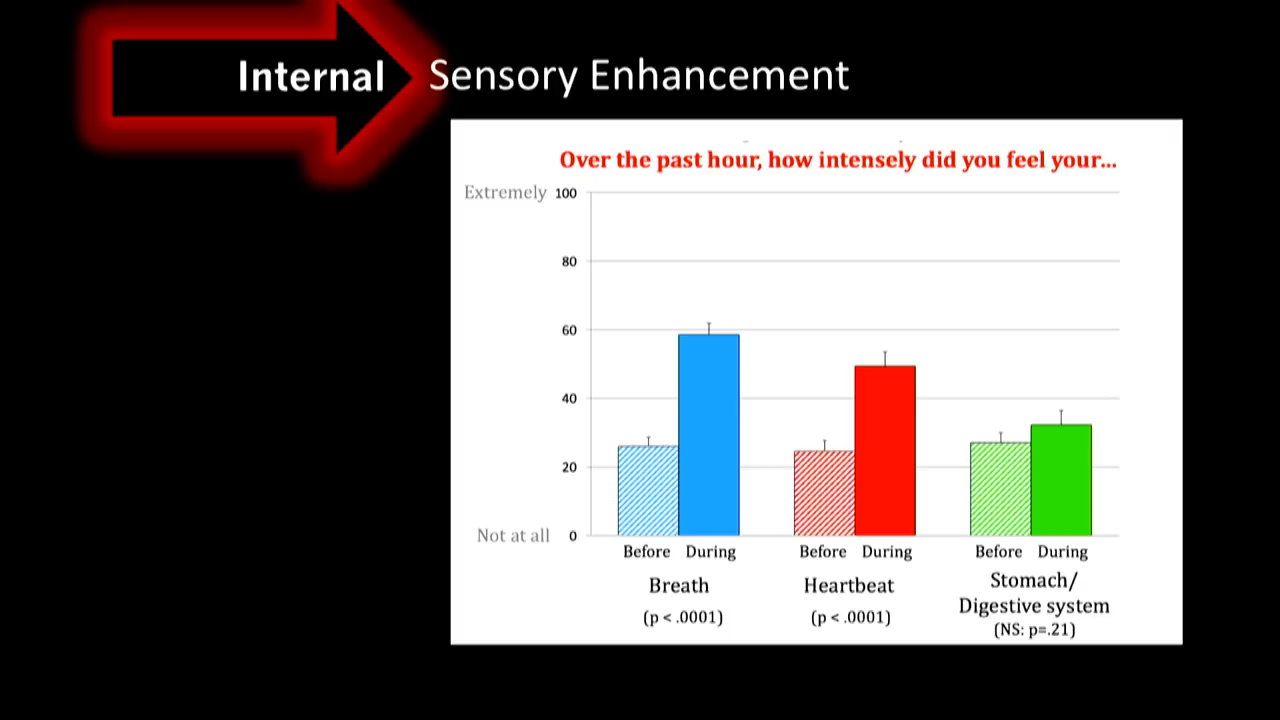 Internal Sensory Enhancement
Over the past hour, how intensely did you feel your...
Extremely 100
80
60
40
20
Not at all 0
Before During Before During Before During
Breath Heartbeat Stomach/
Digestive system
(p < .0001) (p < .0001) (NS: p=.21)